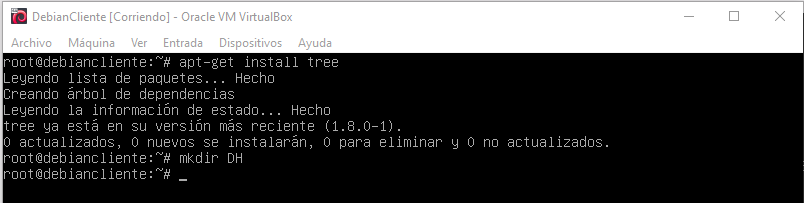 DebianCliente [Corriendo] - Oracle VM VirtualBox
Archivo Máquina Ver Entrada Dispositivos Ayuda
root@debiancliente:~# apt-get install tree
Leyendo lista de paquetes... Hecho
Creando árbol de dependencias
Leyendo la información de estado... Hecho
tree ya está en su versión más reciente (1.8.0-1).
0 actualizados, 0 nuevos se instalarán, 0 para eliminar y 0 no actualizados.
root@debiancliente:~# mkdir DH
root@debiancliente:~# _